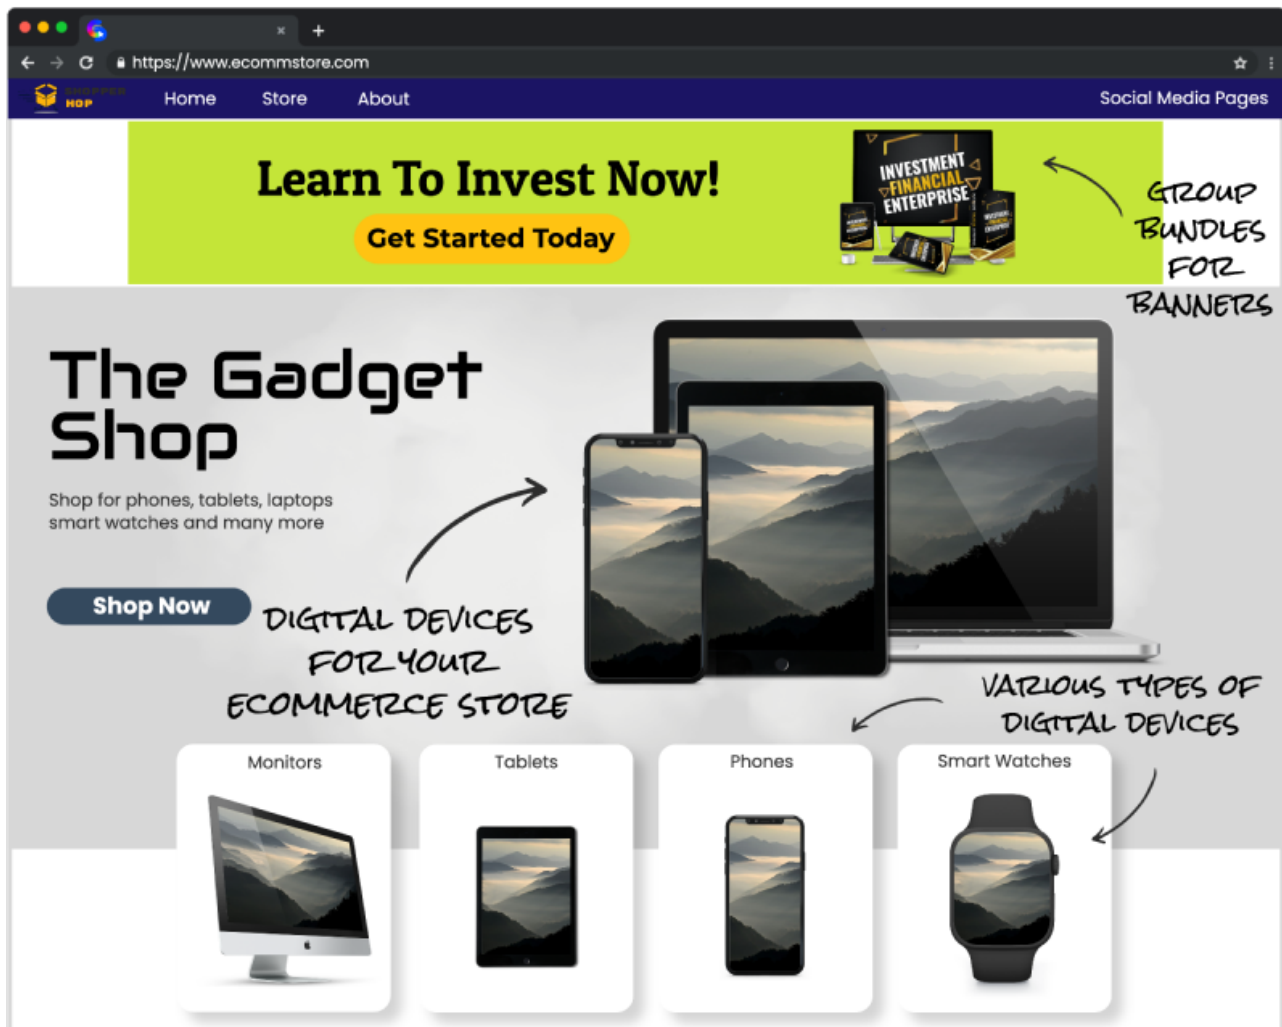 https://www.ecommstore.com
SHOPPER
HOP
Home Store About Social Media Pages
Learn To Invest Now!
Get Started Today
INVESTMENT
FINANCIAL
ENTERPRISE
GROUP
BUNDLES
FOR
BANNERS
The Gadget
Shop
Shop for phones, tablets, laptops
smart watches and many more
Shop Now
DIGITAL DEVICES
FOR YOUR
ECOMMERCE STORE
VARIOUS TYPES OF
DIGITAL DEVICES
Monitors
Tablets
Phones
Smart Watches